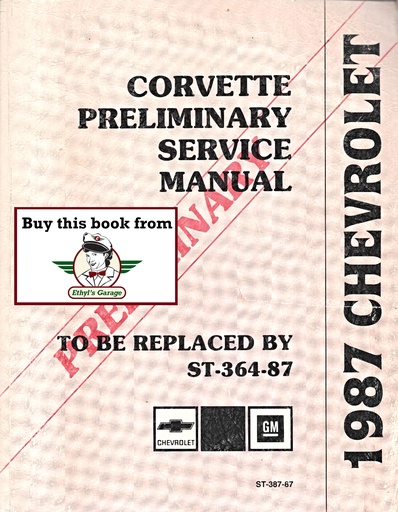 CORVETTE
PRELIMINARY
SERVICE
MANUAL
PRELIMINARY
Buy this book from
Ethyl's Garage
TO BE REPLACED BY
ST-364-87
CHEVROLET
GM
ST-387-87
1987 CHEVROLET